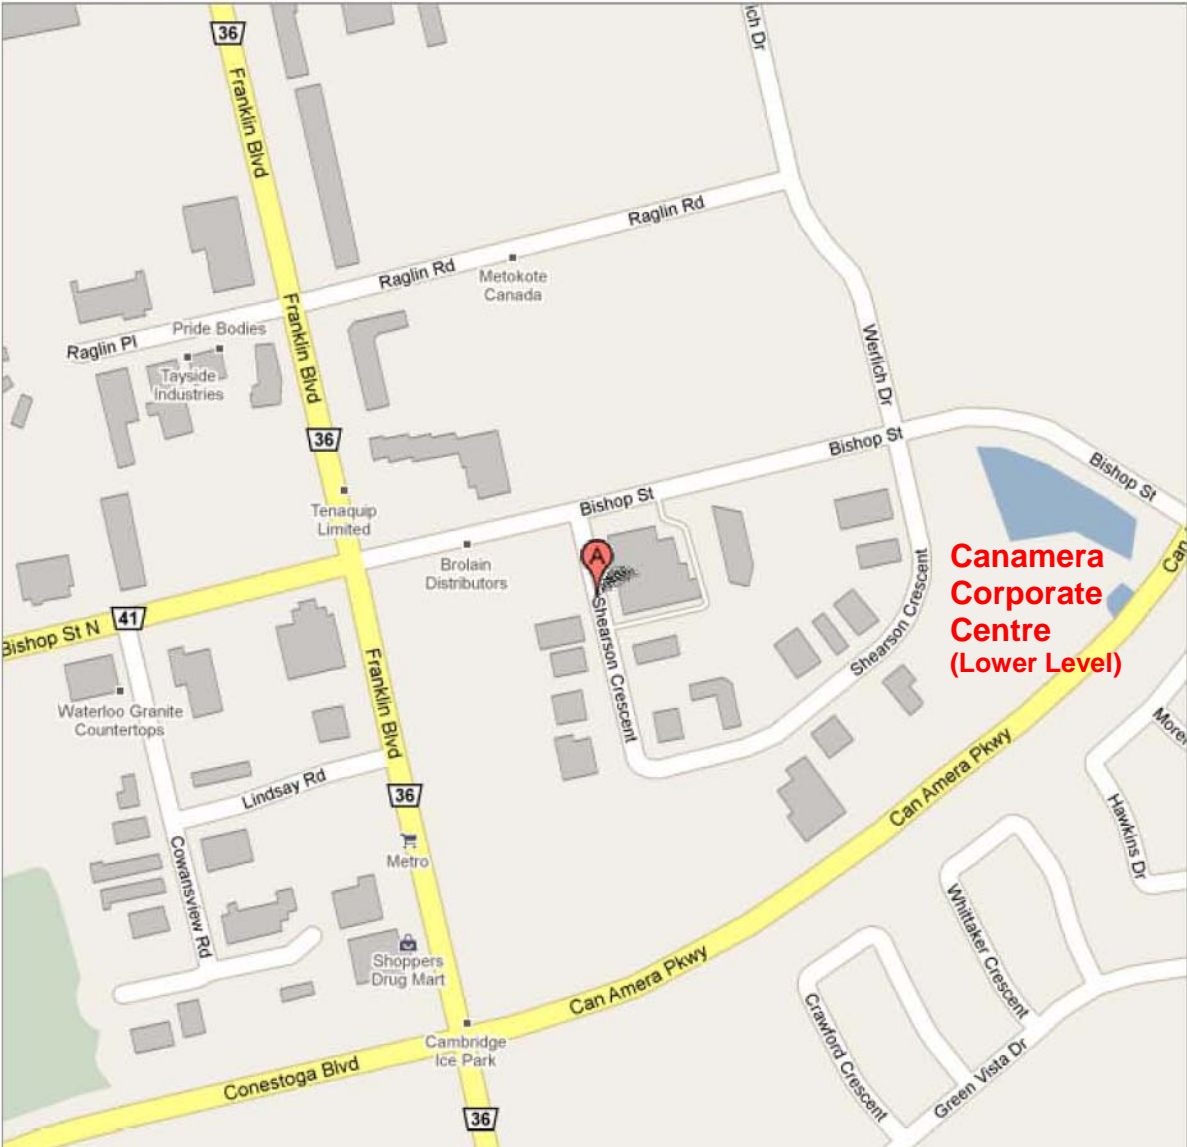 36
ich Dr
Franklin Blvd
Raglin Rd
Raglin Rd
Metokote
Canada
Franklin Blvd
Pride Bodies
Raglin Pl
Tayside
Industries
Werlich Dr
36
Bishop St
Bishop St
Tenaquip
Limited
Bishop St
Brolain
Distributors
A
Can
Canamera
Corporate
Centre
(Lower Level)
Shearson Crescent
Shearson Crescent
41
Bishop St N
Franklin Blvd
Waterloo Granite
Countertops
More
Lindsay Rd
36
Can Amera Pkwy
Hawkins Dr
Metro
Cowansview Rd
Whittaker Crescent
Shoppers
Drug Mart
Can Amera Pkwy
Crawford Crescent
Cambridge
Ice Park
Conestoga Blvd
Green Vista Dr
36